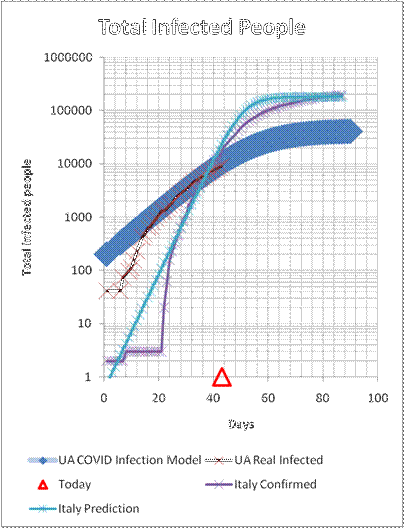 Total Infected People
1000000
100000
10000
1000
100
10
1
0 20 40 60 80 100
Total infected people
Days
UA COVID Infection Model UA Real Infected
Today Italy Confirmed
Italy Prediction